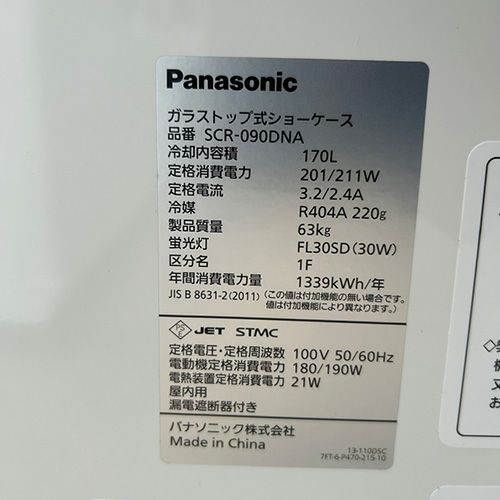 Panasonic
ガラストップ式ショーケース
品番 SCR-090DNA
冷却内容積 170L
定格消費電力 201/211W
定格電流 3.2/2.4A
冷媒 R404A 220g
製品質量 63kg
蛍光灯 FL30SD(30W)
区分名 1F
年間消費電力量 1339kWh/年
JIS B 8631-2(2011) (この値は付加機能の無い場合です。
値は付加機能により異なります。)
PSE JET STMC
定格電圧・定格周波数 100V 50/60Hz
電動機定格消費電力 180/190W
電熱装置定格消費電力 21W
屋内用
漏電遮断器付き
パナソニック株式会社
Made in China
13-110DSC
7FT-6-P470-215-10